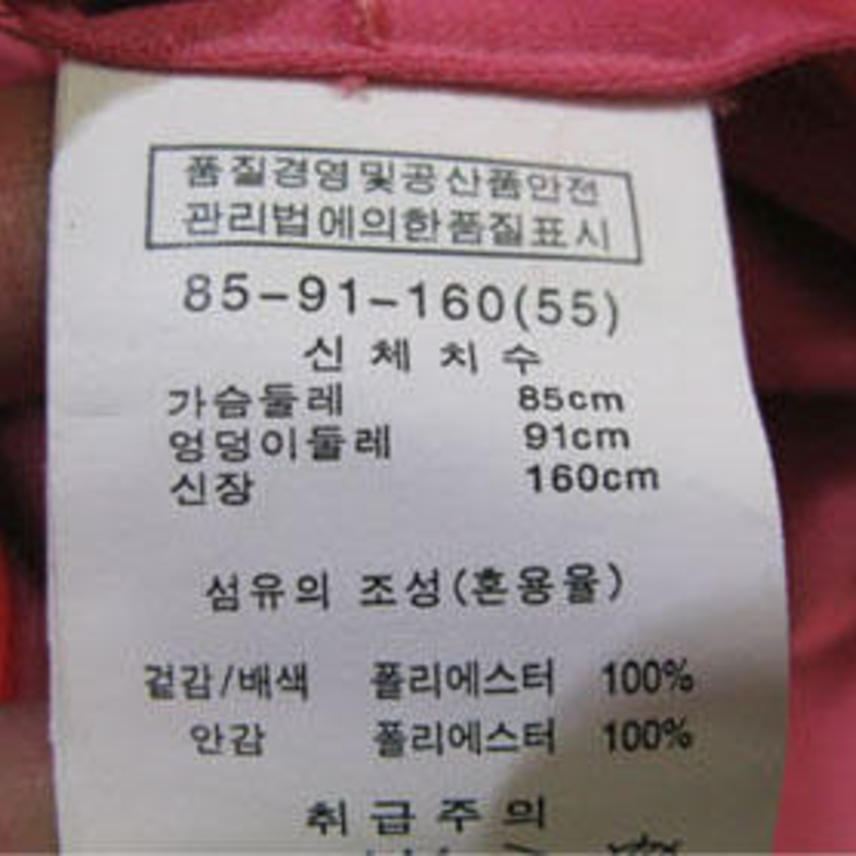 품질경영및공산품안전
관리법에의한품질표시
85-91-160(55)
신 체 치 수
가슴둘레 85cm
엉덩이둘레 91cm
신장 160cm
섬유의 조성(혼용율)
겉감/배색 폴리에스터 100%
안감 폴리에스터 100%
취 급 주 의